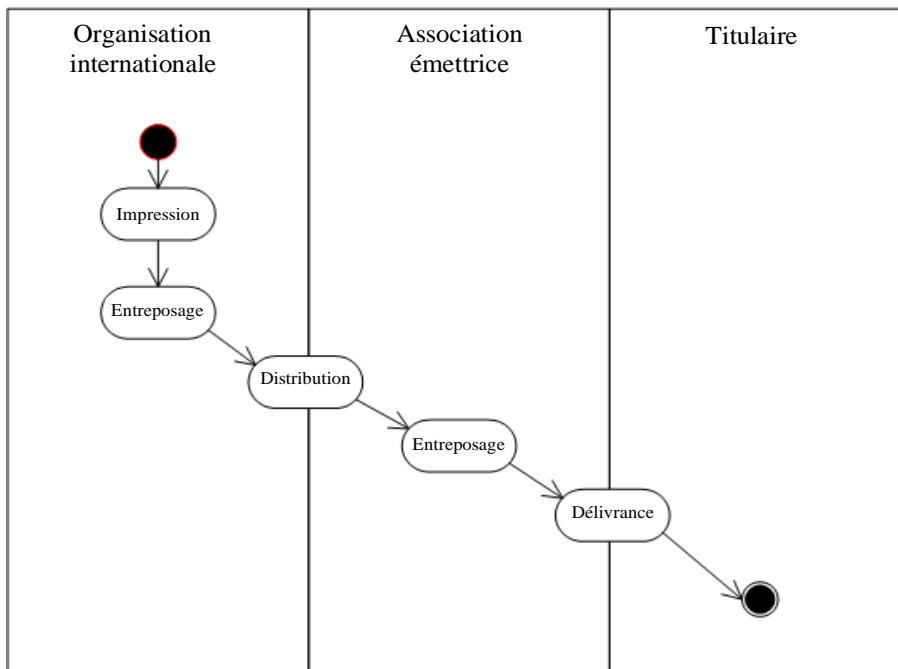 Organisation
internationale
Association
émettrice
Titulaire
Impression
Entreposage
Distribution
Entreposage
Délivrance